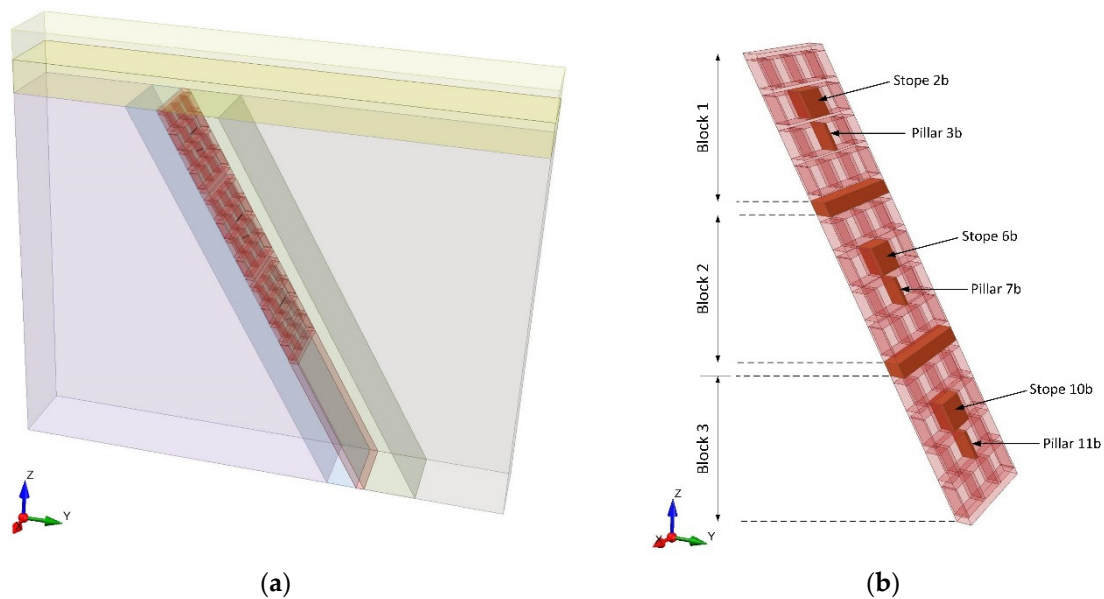 Z
Y
(a)
Block 1
Block 2
Block 3
Stope 2b
Pillar 3b
Stope 6b
Pillar 7b
Stope 10b
Pillar 11b
Z
X
Y
(b)